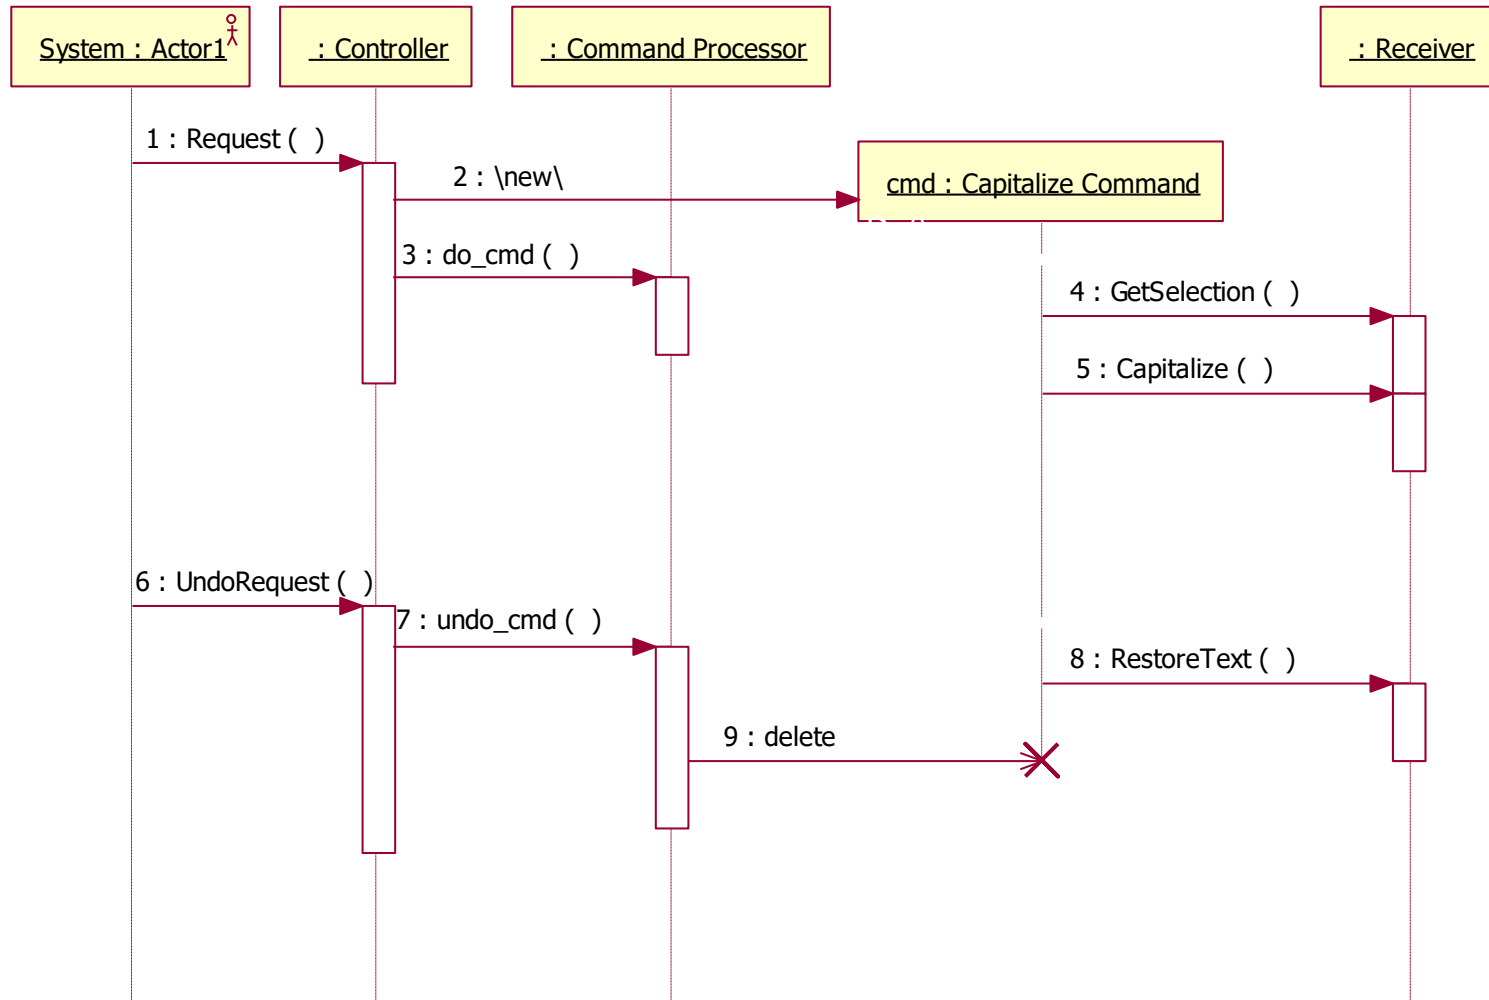 System : Actor1
: Controller
: Command Processor
: Receiver
1 : Request ( )
2 : \new\
cmd : Capitalize Command
3 : do_cmd ( )
4 : GetSelection ( )
5 : Capitalize ( )
6 : UndoRequest ( )
7 : undo_cmd ( )
8 : RestoreText ( )
9 : delete